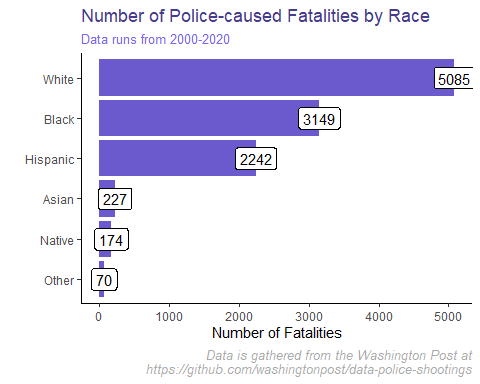 Number of Police-caused Fatalities by Race
Data runs from 2000-2020
White
5085
Black
3149
Hispanic
2242
Asian
227
Native
174
Other
70
0 1000 2000 3000 4000 5000
Number of Fatalities
Data is gathered from the Washington Post at
https://github.com/washingtonpost/data-police-shootings